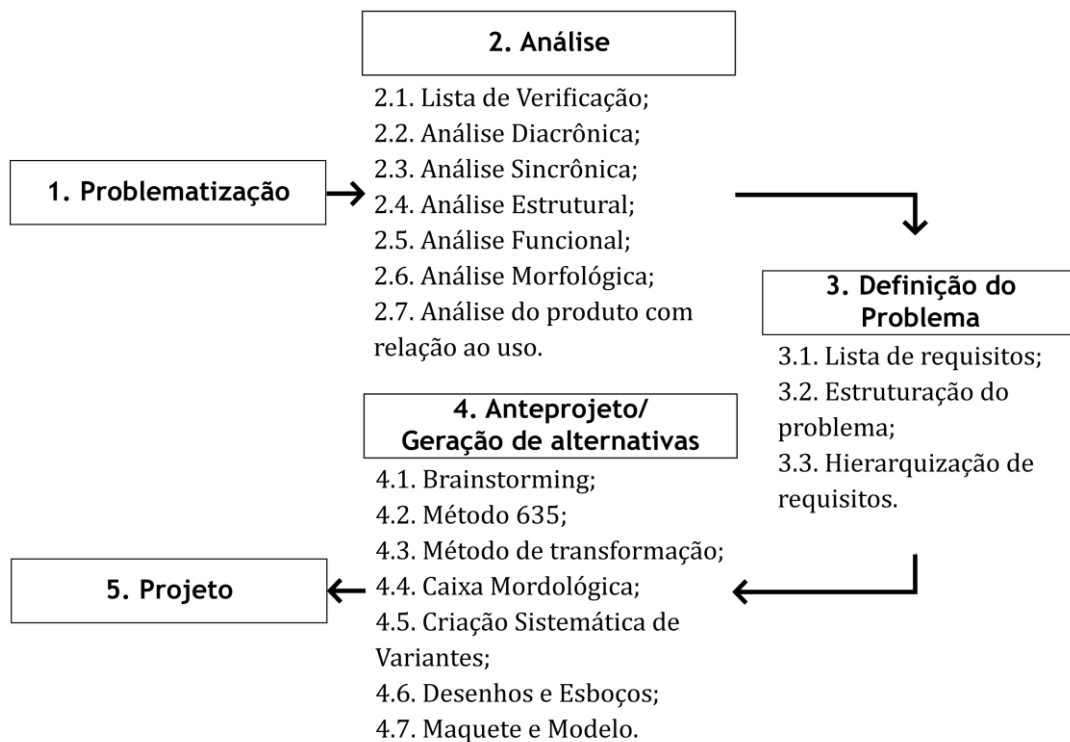 1. Problematização
2. Análise
2.1. Lista de Verificação;
2.2. Análise Diacrônica;
2.3. Análise Sincrônica;
2.4. Análise Estrutural;
2.5. Análise Funcional;
2.6. Análise Morfológica;
2.7. Análise do produto com
relação ao uso.
3. Definição do
Problema
3.1. Lista de requisitos;
3.2. Estruturação do
problema;
3.3. Hierarquização de
requisitos.
4. Anteprojeto/
Geração de alternativas
4.1. Brainstorming;
4.2. Método 635;
4.3. Método de transformação;
4.4. Caixa Mordológica;
4.5. Criação Sistemática de
Variantes;
4.6. Desenhos e Esboços;
4.7. Maquete e Modelo.
5. Projeto